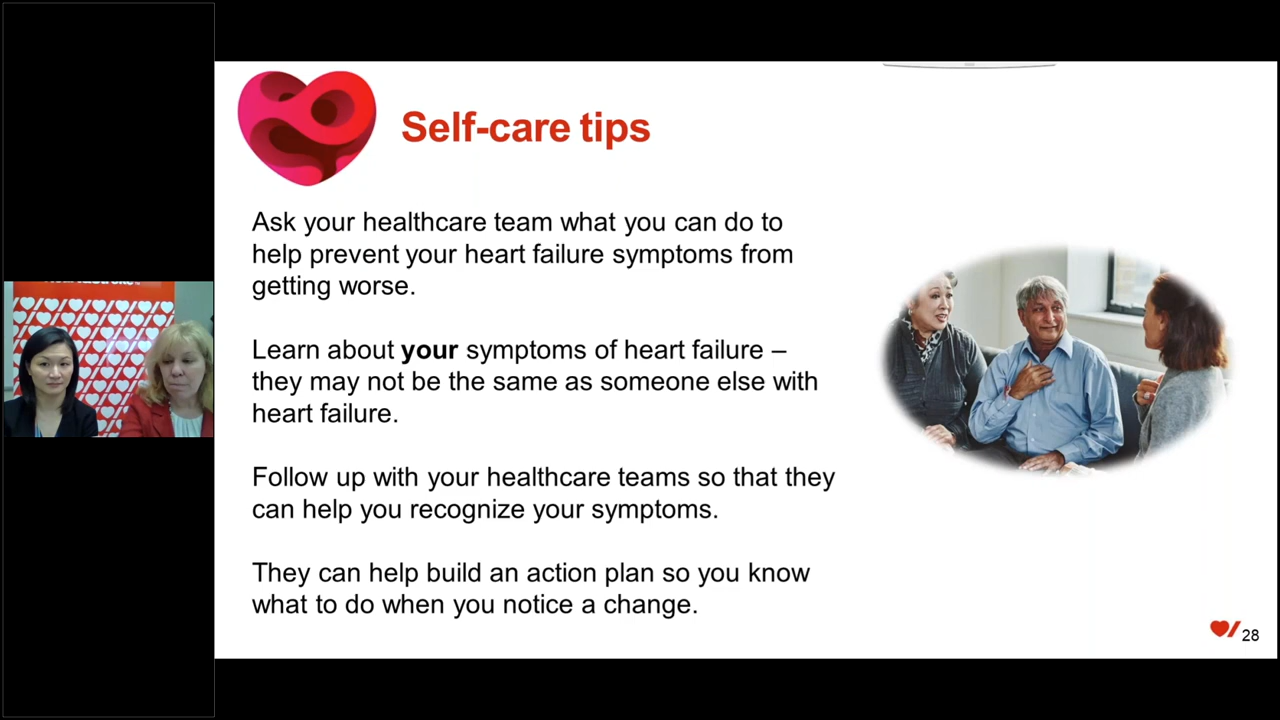 Self-care tips
Ask your healthcare team what you can do to
help prevent your heart failure symptoms from
getting worse.
Learn about your symptoms of heart failure –
they may not be the same as someone else with
heart failure.
Follow up with your healthcare teams so that they
can help you recognize your symptoms.
They can help build an action plan so you know
what to do when you notice a change.
28